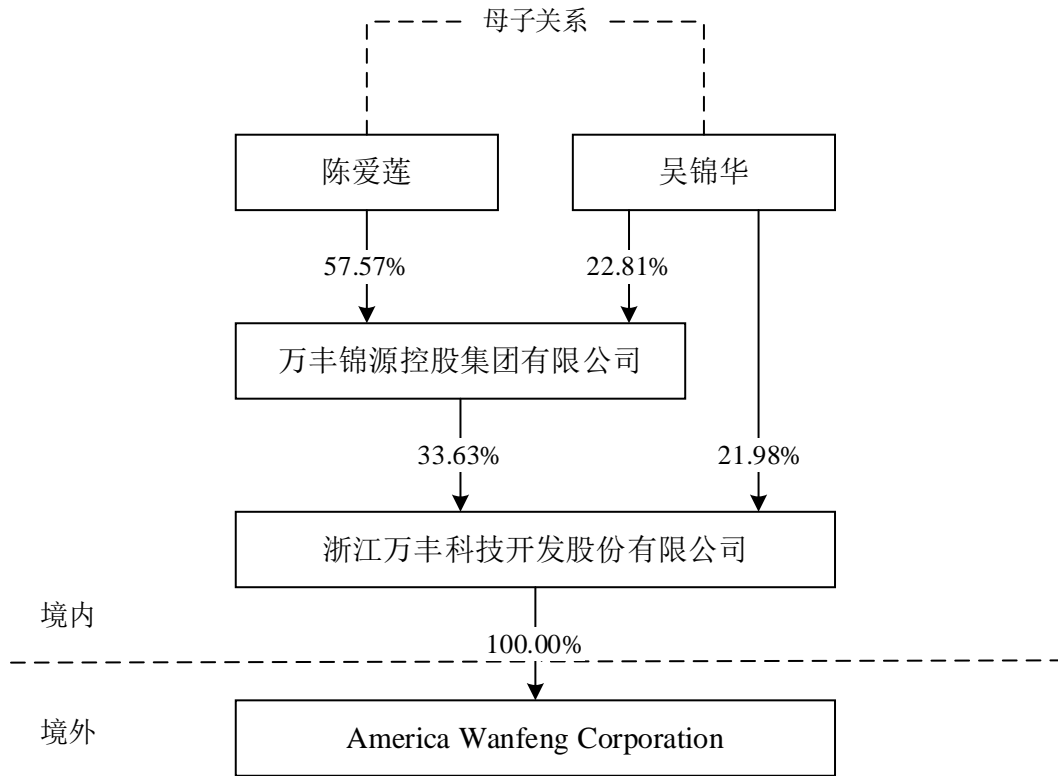 母子关系
陈爱莲
吴锦华
57.57%
22.81%
万丰锦源控股集团有限公司
33.63%
21.98%
浙江万丰科技开发股份有限公司
境内
100.00%
境外
America Wanfeng Corporation